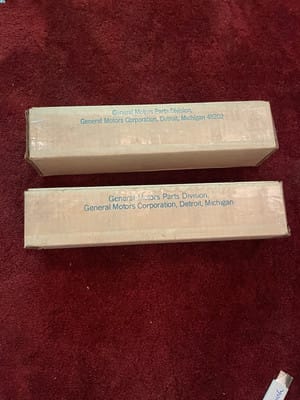 General Motors Parts Division,
General Motors Corporation, Detroit, Michigan 48202
General Motors Parts Division,
General Motors Corporation, Detroit, Michigan